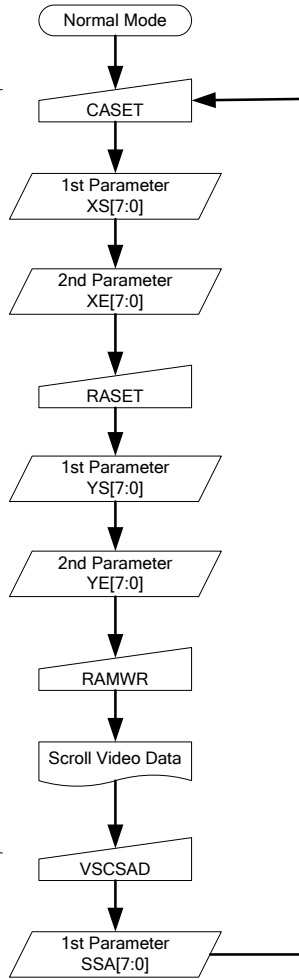 Normal Mode
CASET
1st Parameter
XS[7:0]
2nd Parameter
XE[7:0]
RASET
1st Parameter
YS[7:0]
2nd Parameter
YE[7:0]
RAMWR
Scroll Video Data
VSCSAD
1st Parameter
SSA[7:0]